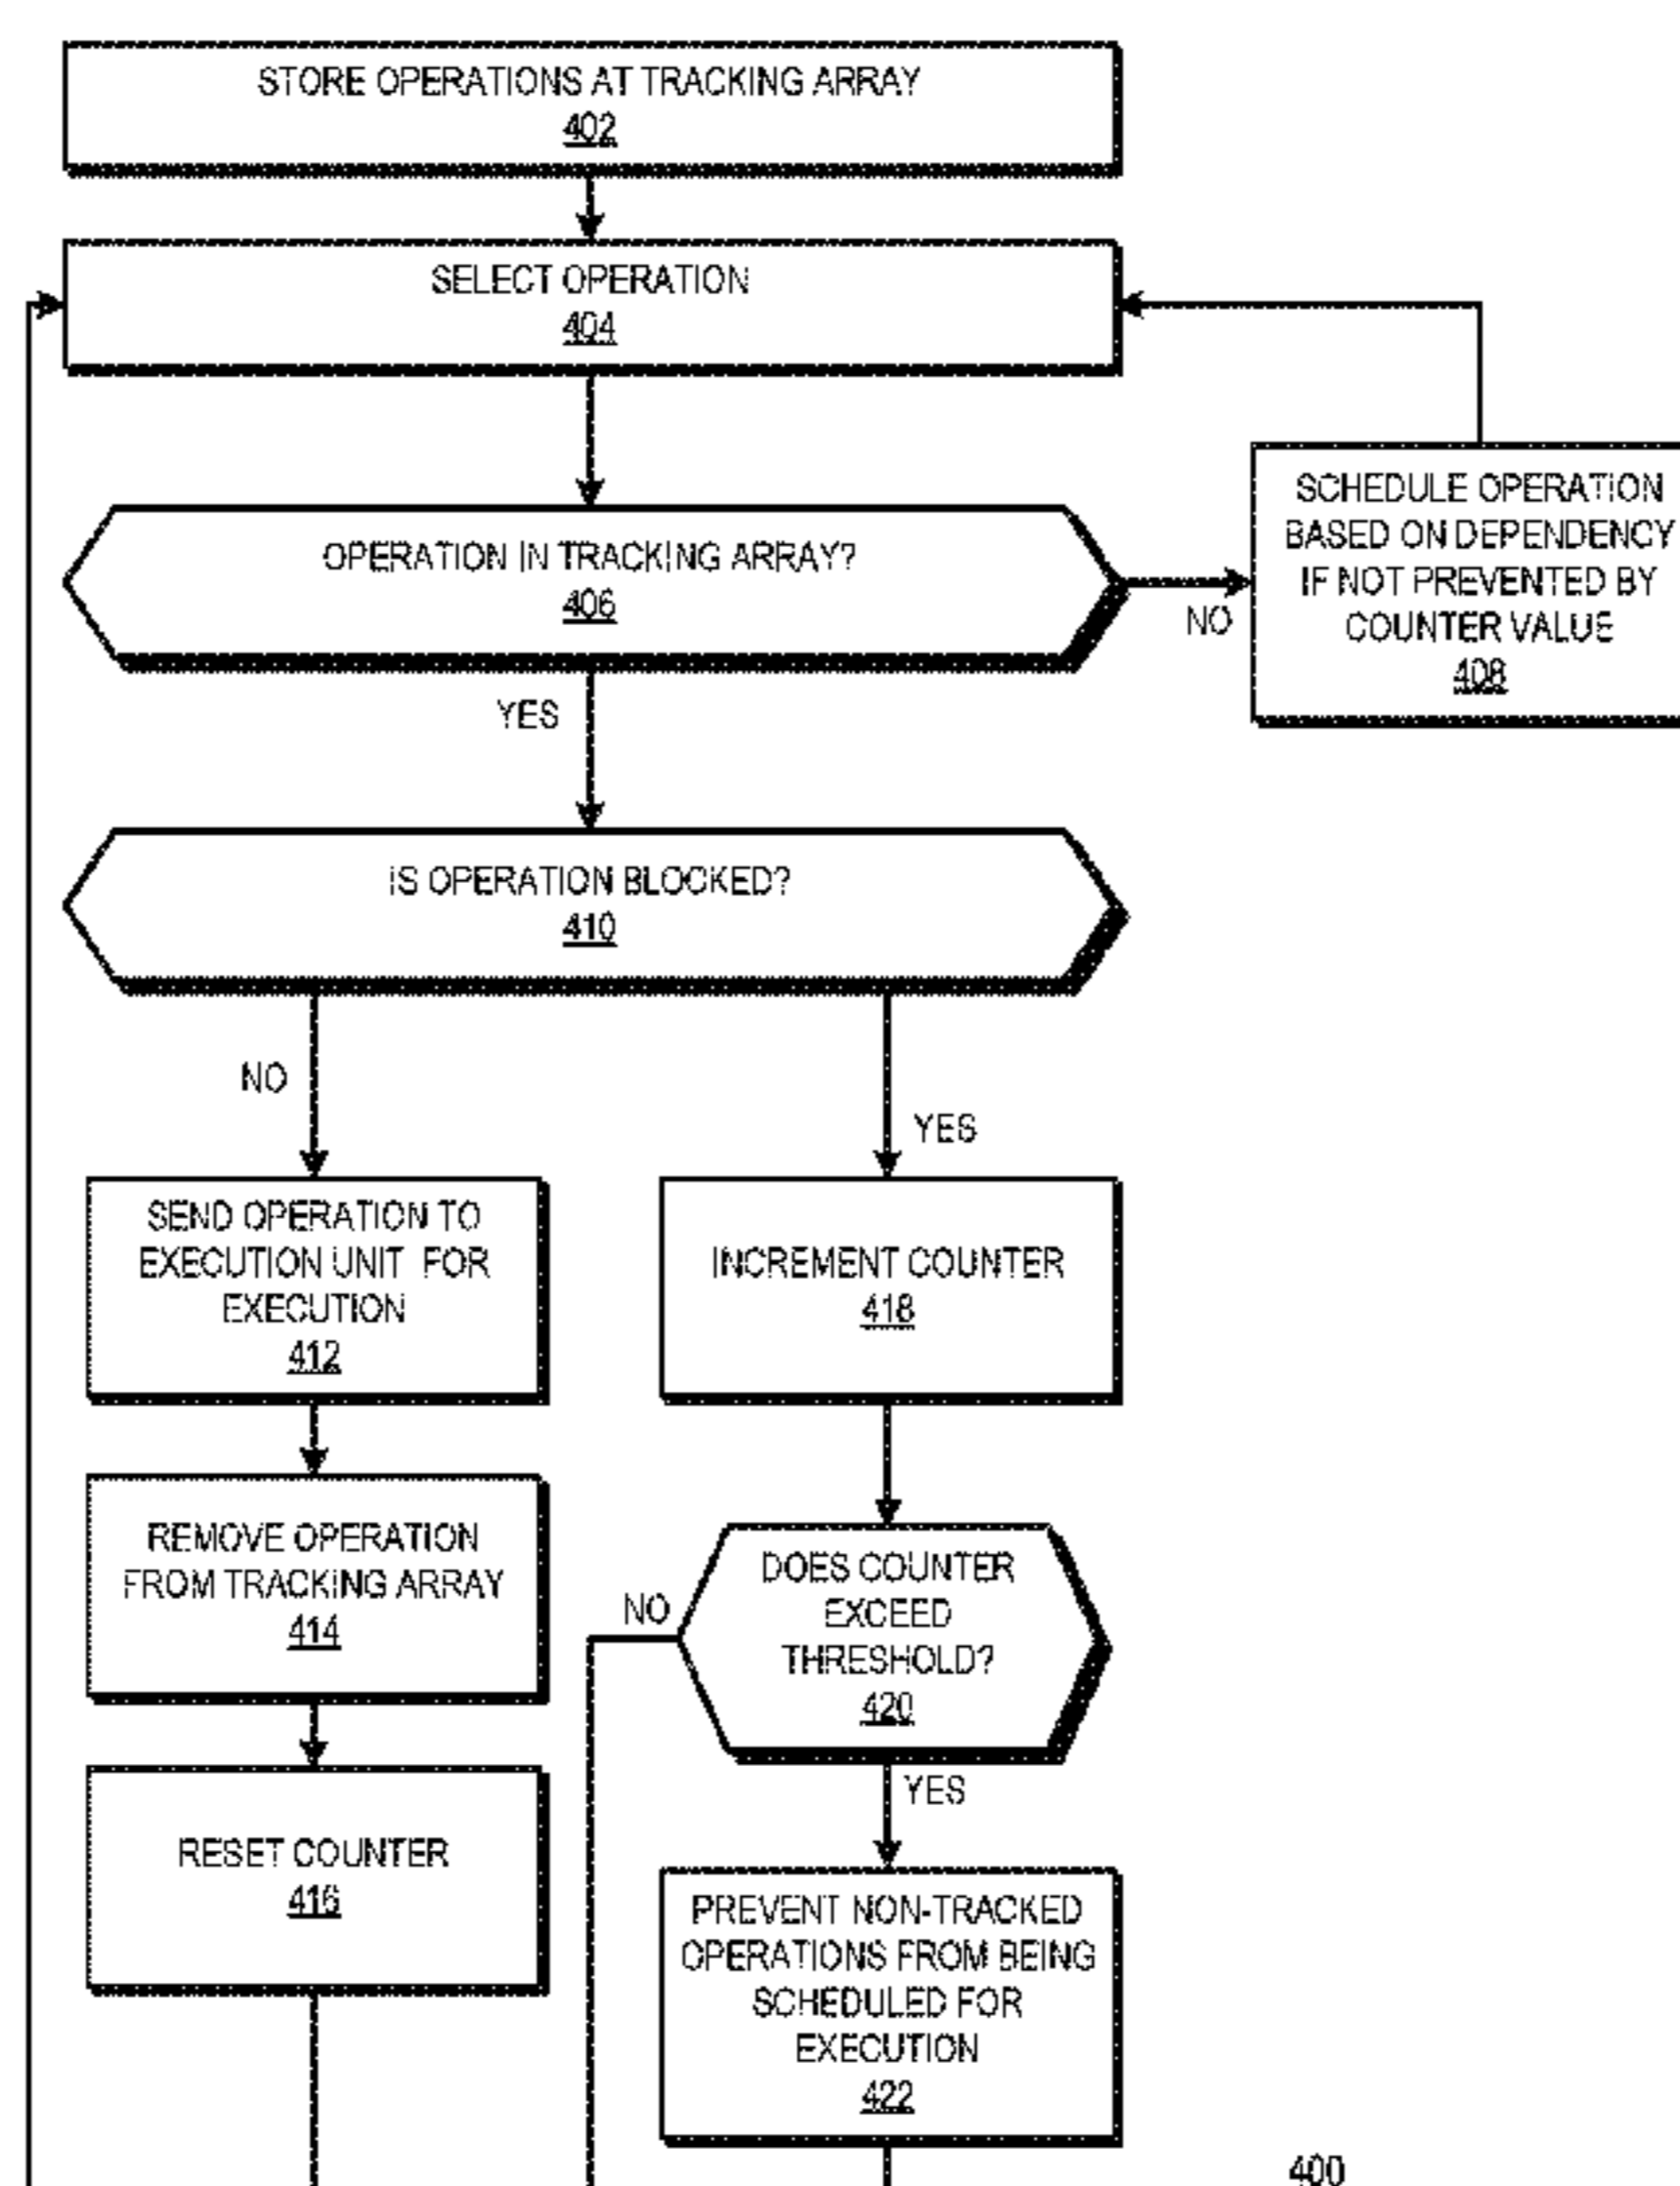 STORE OPERATIONS AT TRACKING ARRAY
402
SELECT OPERATION
404
OPERATION IN TRACKING ARRAY?
406
NO
SCHEDULE OPERATION
BASED ON DEPENDENCY
IF NOT PREVENTED BY
COUNTER VALUE
408
YES
IS OPERATION BLOCKED?
410
NO
YES
SEND OPERATION TO
EXECUTION UNIT FOR
EXECUTION
412
INCREMENT COUNTER
418
REMOVE OPERATION
FROM TRACKING ARRAY
414
NO
DOES COUNTER
EXCEED
THRESHOLD?
420
YES
RESET COUNTER
416
PREVENT NON-TRACKED
OPERATIONS FROM BEING
SCHEDULED FOR
EXECUTION
422
400